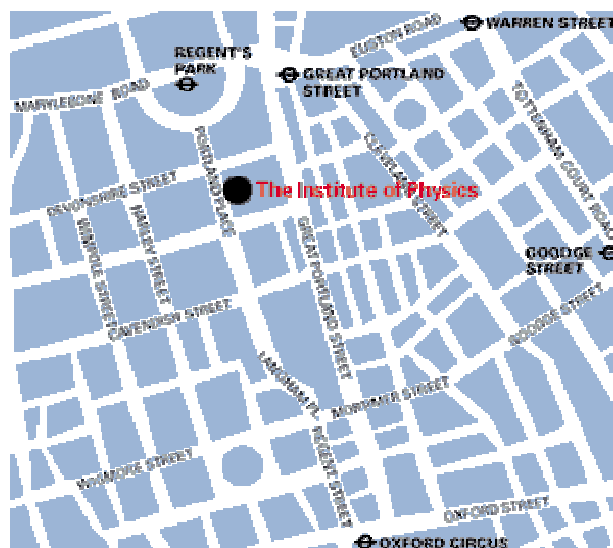 WARREN STREET
EUSTON ROAD
REGENT'S
PARK
GREAT PORTLAND
STREET
MARYLEBONE ROAD
TOTTENHAM COURT ROAD
CLEVELAND STREET
PORTLAND PLACE
DEVONSHIRE STREET
The Institute of Physics
HARLEY STREET
WIMPOLE STREET
GREAT PORTLAND STREET
GOODGE
STREET
CAVENDISH STREET
GOODGE STREET
LANGHAM PL.
MORTIMER STREET
REGENT STREET
WIGMORE STREET
OXFORD STREET
OXFORD CIRCUS